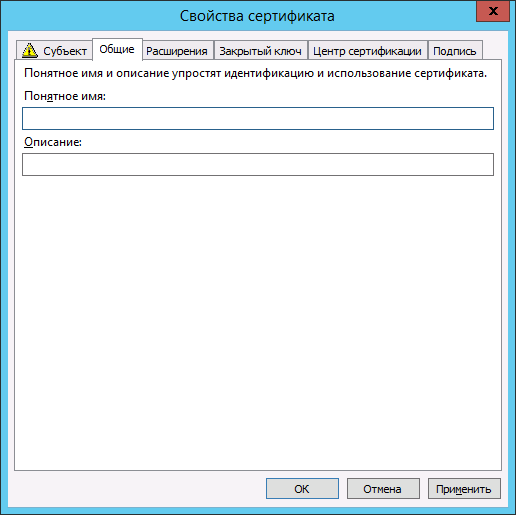 Свойства сертификата
x
Субъект Общие Расширения Закрытый ключ Центр сертификации Подпись
Понятное имя и описание упростят идентификацию и использование сертификата.
Понятное имя:
Описание:
ОК Отмена Применить